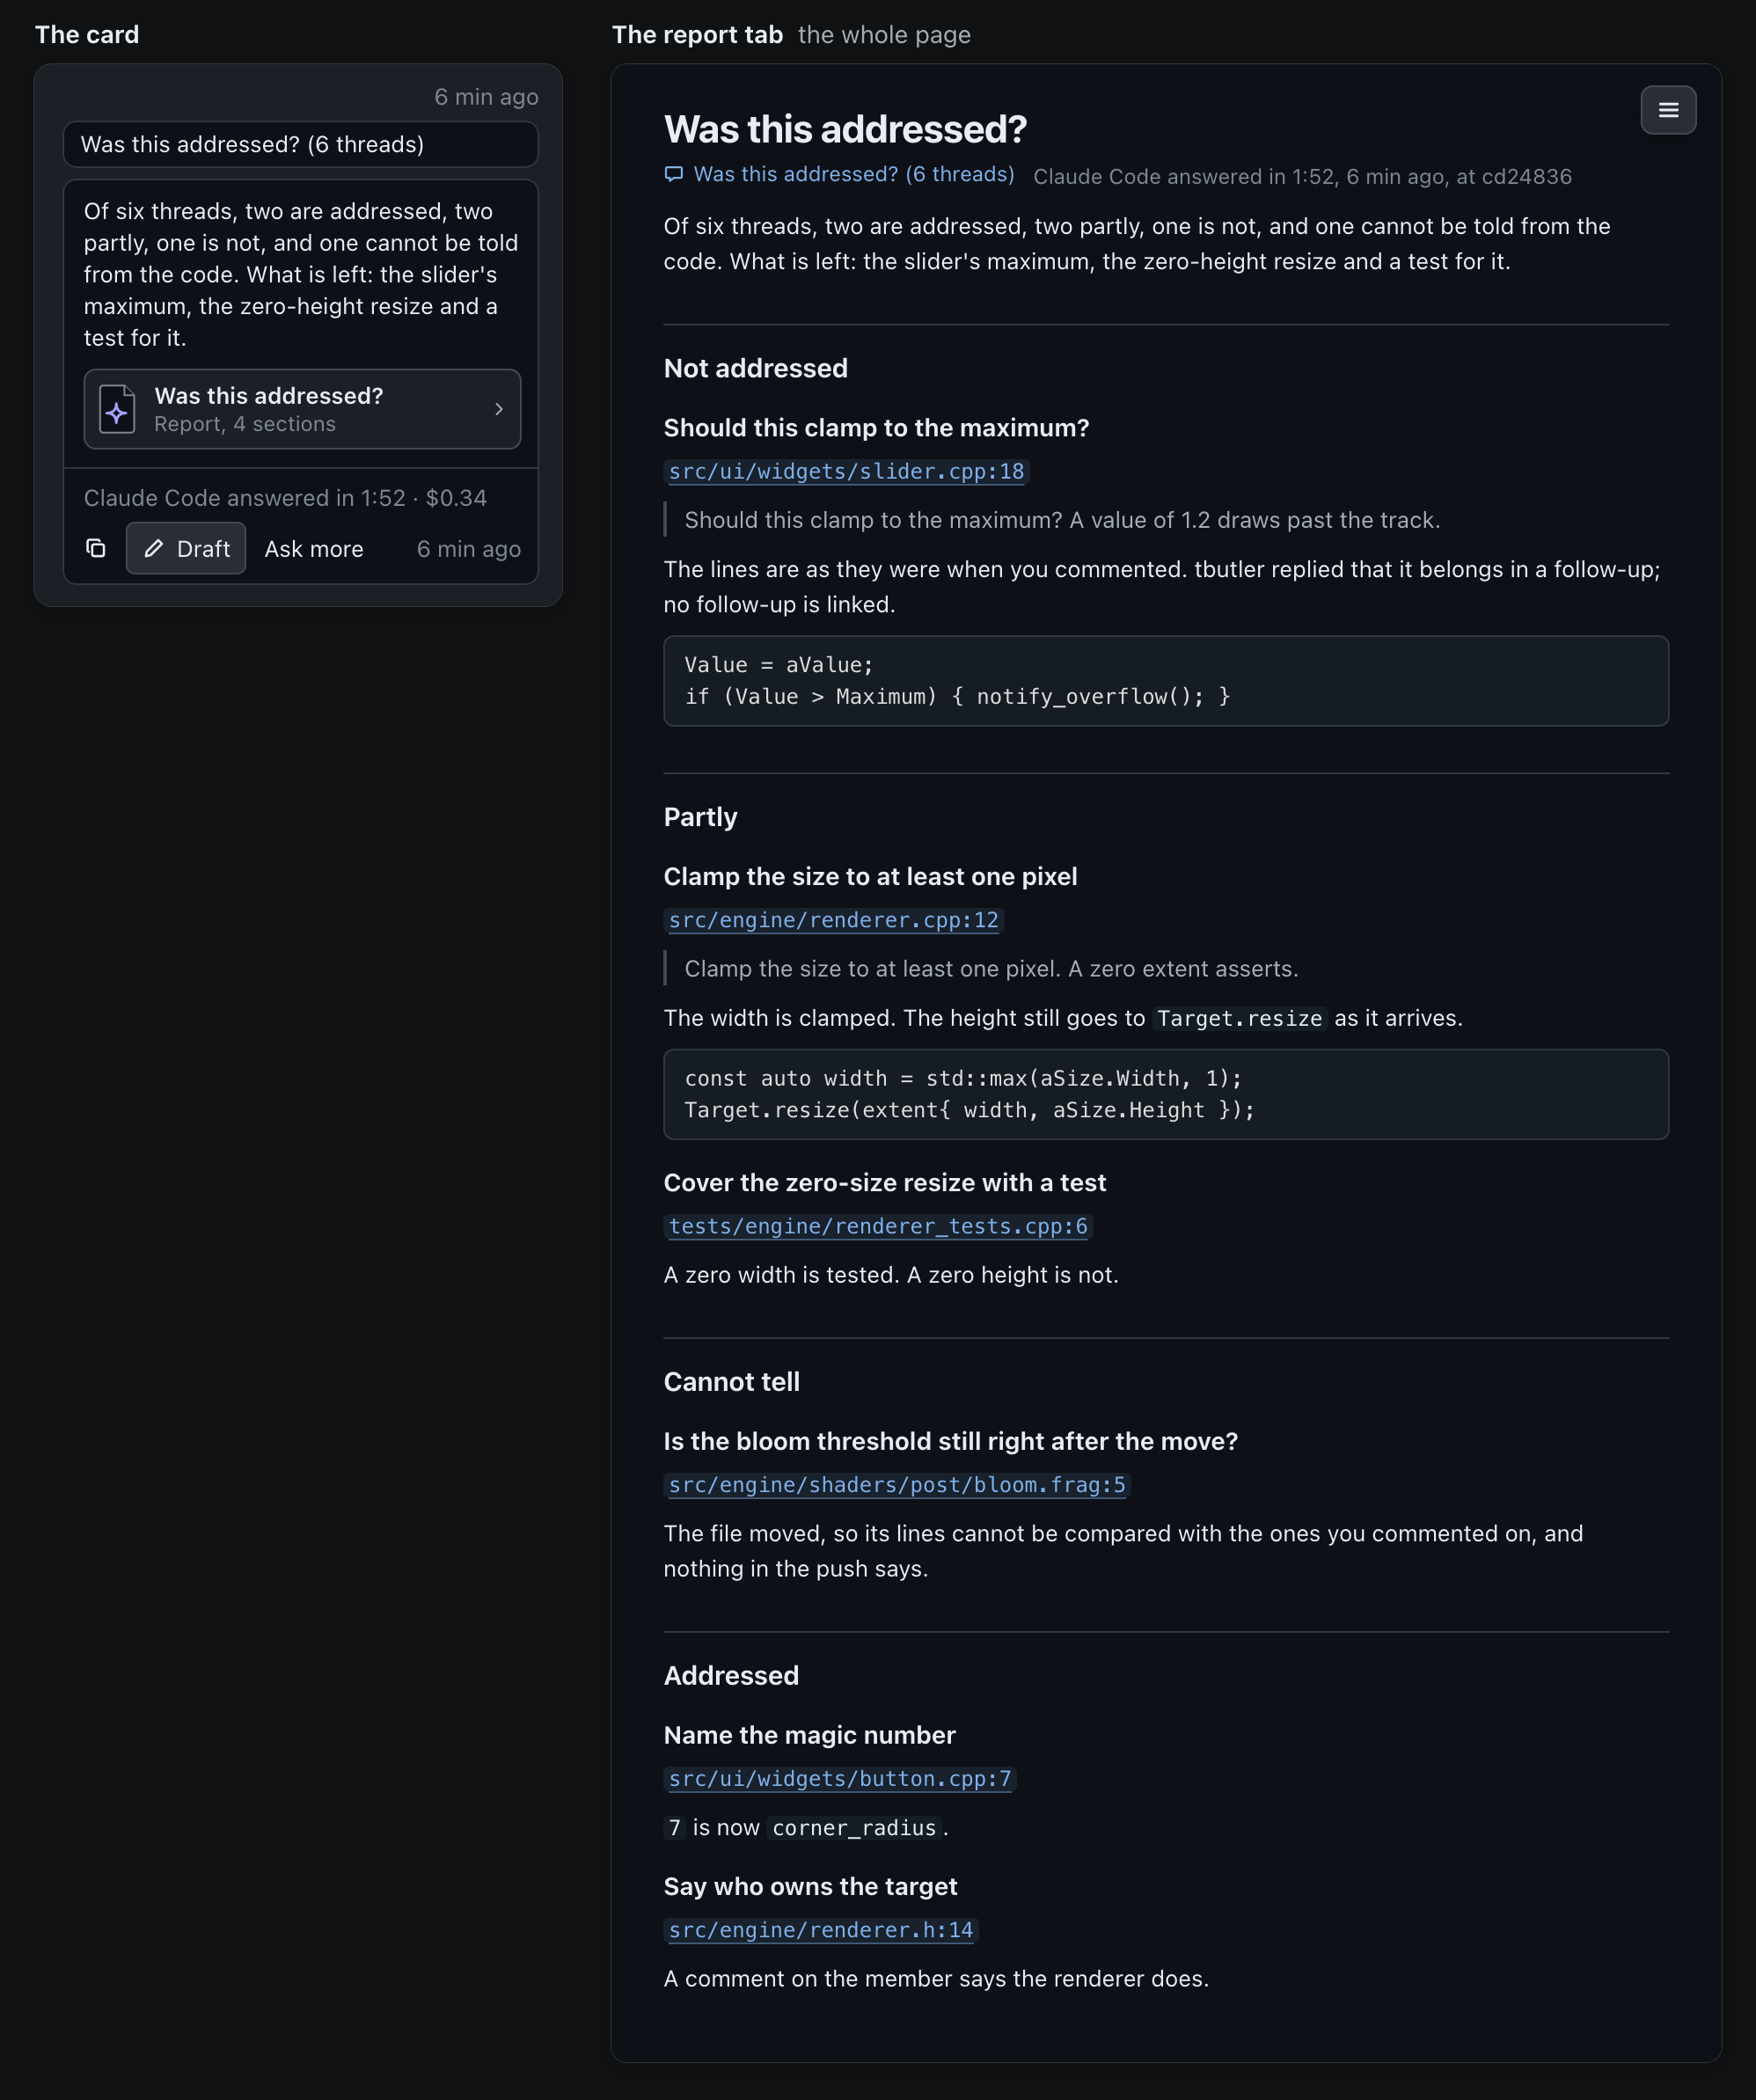 The card
6 min ago
Was this addressed? (6 threads)
Of six threads, two are addressed, two
partly, one is not, and one cannot be told
from the code. What is left: the slider's
maximum, the zero-height resize and a
test for it.
Was this addressed?
Report, 4 sections
Claude Code answered in 1:52 · $0.34
Draft Ask more 6 min ago
The report tab the whole page
Was this addressed?
Was this addressed? (6 threads) Claude Code answered in 1:52, 6 min ago, at cd24836
Of six threads, two are addressed, two partly, one is not, and one cannot be told from the
code. What is left: the slider's maximum, the zero-height resize and a test for it.
Not addressed
Should this clamp to the maximum?
src/ui/widgets/slider.cpp:18
Should this clamp to the maximum? A value of 1.2 draws past the track.
The lines are as they were when you commented. tbutler replied that it belongs in a follow-up;
no follow-up is linked.
Value = aValue;
if (Value > Maximum) { notify_overflow(); }
Partly
Clamp the size to at least one pixel
src/engine/renderer.cpp:12
Clamp the size to at least one pixel. A zero extent asserts.
The width is clamped. The height still goes to Target.resize as it arrives.
const auto width = std::max(aSize.Width, 1);
Target.resize(extent{ width, aSize.Height });
Cover the zero-size resize with a test
tests/engine/renderer_tests.cpp:6
A zero width is tested. A zero height is not.
Cannot tell
Is the bloom threshold still right after the move?
src/engine/shaders/post/bloom.frag:5
The file moved, so its lines cannot be compared with the ones you commented on, and
nothing in the push says.
Addressed
Name the magic number
src/ui/widgets/button.cpp:7
7 is now corner_radius.
Say who owns the target
src/engine/renderer.h:14
A comment on the member says the renderer does.